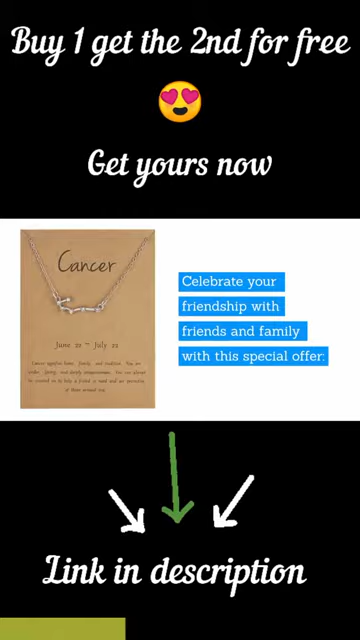 Buy 1 get the 2nd for free
😍
Get yours now
Cancer
June 22 ~ July 22
Celebrate your
friendship with
friends and family
with this special offer:
Link in description